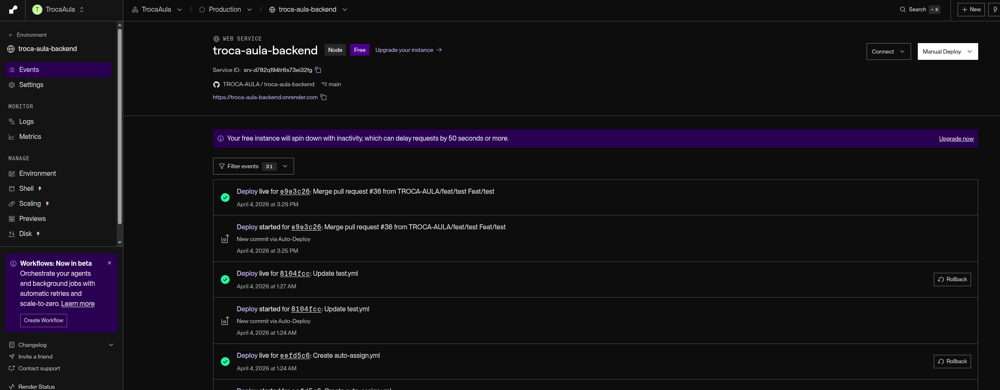 T TrocaAula
TrocaAula / Production / troca-aula-backend
Search ^ K
+ New
← Environment
troca-aula-backend
Events
Settings
MONITOR
Logs
Metrics
MANAGE
Environment
Shell
Scaling
Previews
Disk
Workflows: Now in beta
Orchestrate your agents
and background jobs with
automatic retries and
scale-to-zero. Learn more
Create Workflow
Changelog
Invite a friend
Contact support
Render Status
WEB SERVICE
troca-aula-backend Node Free Upgrade your instance →
Connect
Manual Deploy
Service ID: srv-d782q194tr6s73ei32fg
TROCA-AULA / troca-aula-backend main
https://troca-aula-backend.onrender.com
Your free instance will spin down with inactivity, which can delay requests by 50 seconds or more.
Upgrade now
Filter events 31
Deploy live for e9e3c26: Merge pull request #36 from TROCA-AULA/feat/test Feat/test
April 4, 2026 at 3:29 PM
Deploy started for e9e3c26: Merge pull request #36 from TROCA-AULA/feat/test Feat/test
New commit via Auto-Deploy
April 4, 2026 at 3:25 PM
Deploy live for 8104fcc: Update test.yml
April 4, 2026 at 1:27 AM
Rollback
Deploy started for 8104fcc: Update test.yml
New commit via Auto-Deploy
April 4, 2026 at 1:24 AM
Deploy live for eefd5c6: Create auto-assign.yml
April 4, 2026 at 1:24 AM
Rollback
Deploy started for eefd5c6: Create auto-assign.yml